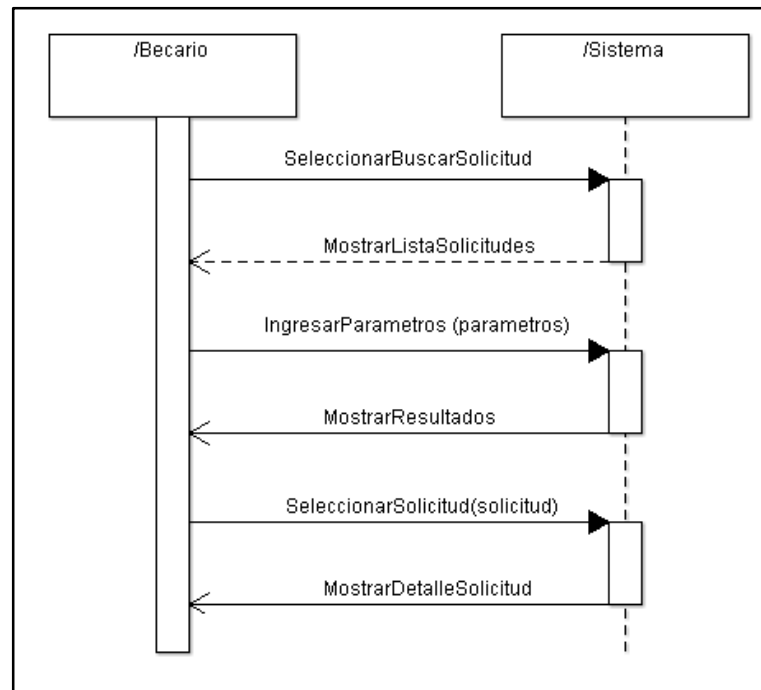 /Becario
/Sistema
SeleccionarBuscarSolicitud
MostrarListaSolicitudes
IngresarParametros (parametros)
MostrarResultados
SeleccionarSolicitud(solicitud)
MostrarDetalleSolicitud